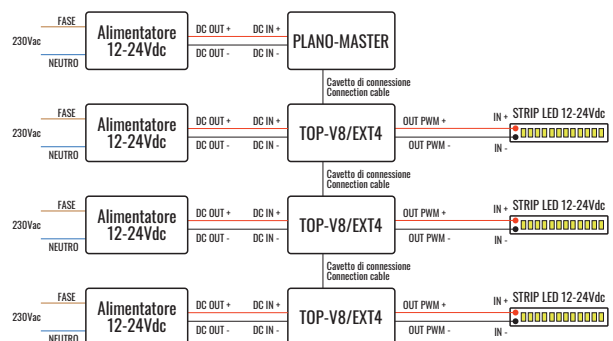 FASE
230Vac
NEUTRO
Alimentatore
12-24Vdc
DC OUT + DC IN +
DC OUT - DC IN -
PLANO-MASTER
Cavetto di connessione
Connection cable
FASE
230Vac
NEUTRO
Alimentatore
12-24Vdc
DC OUT + DC IN +
DC OUT - DC IN -
TOP-V8/EXT4
OUT PWM +
OUT PWM -
IN + STRIP LED 12-24Vdc
IN -
Cavetto di connessione
Connection cable
FASE
230Vac
NEUTRO
Alimentatore
12-24Vdc
DC OUT + DC IN +
DC OUT - DC IN -
TOP-V8/EXT4
OUT PWM +
OUT PWM -
IN + STRIP LED 12-24Vdc
IN -
Cavetto di connessione
Connection cable
FASE
230Vac
NEUTRO
Alimentatore
12-24Vdc
DC OUT + DC IN +
DC OUT - DC IN -
TOP-V8/EXT4
OUT PWM +
OUT PWM -
IN + STRIP LED 12-24Vdc
IN -